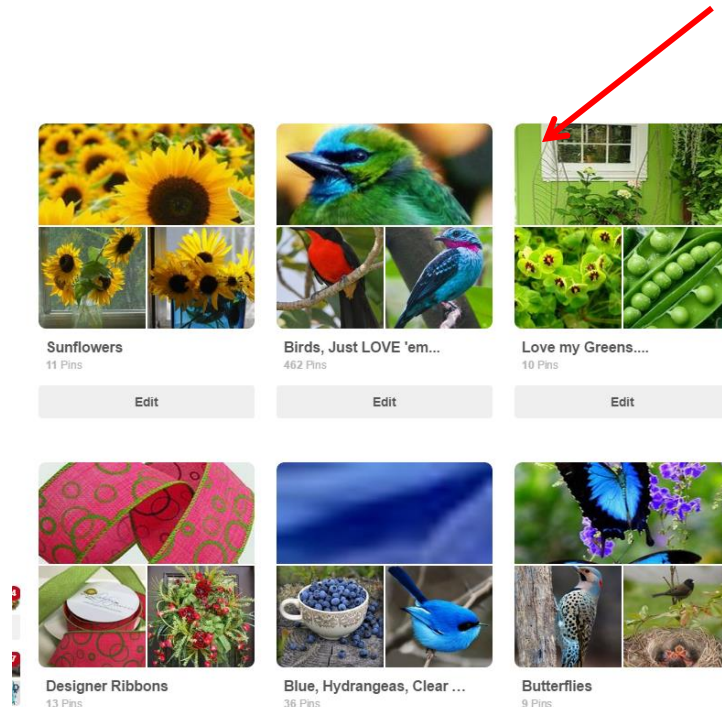 Sunflowers
11 Pins
Edit
Birds, Just LOVE 'em...
462 Pins
Edit
Love my Greens....
10 Pins
Edit
Designer Ribbons
13 Pins
Blue, Hydrangeas, Clear ...
36 Pins
Butterflies
9 Pins